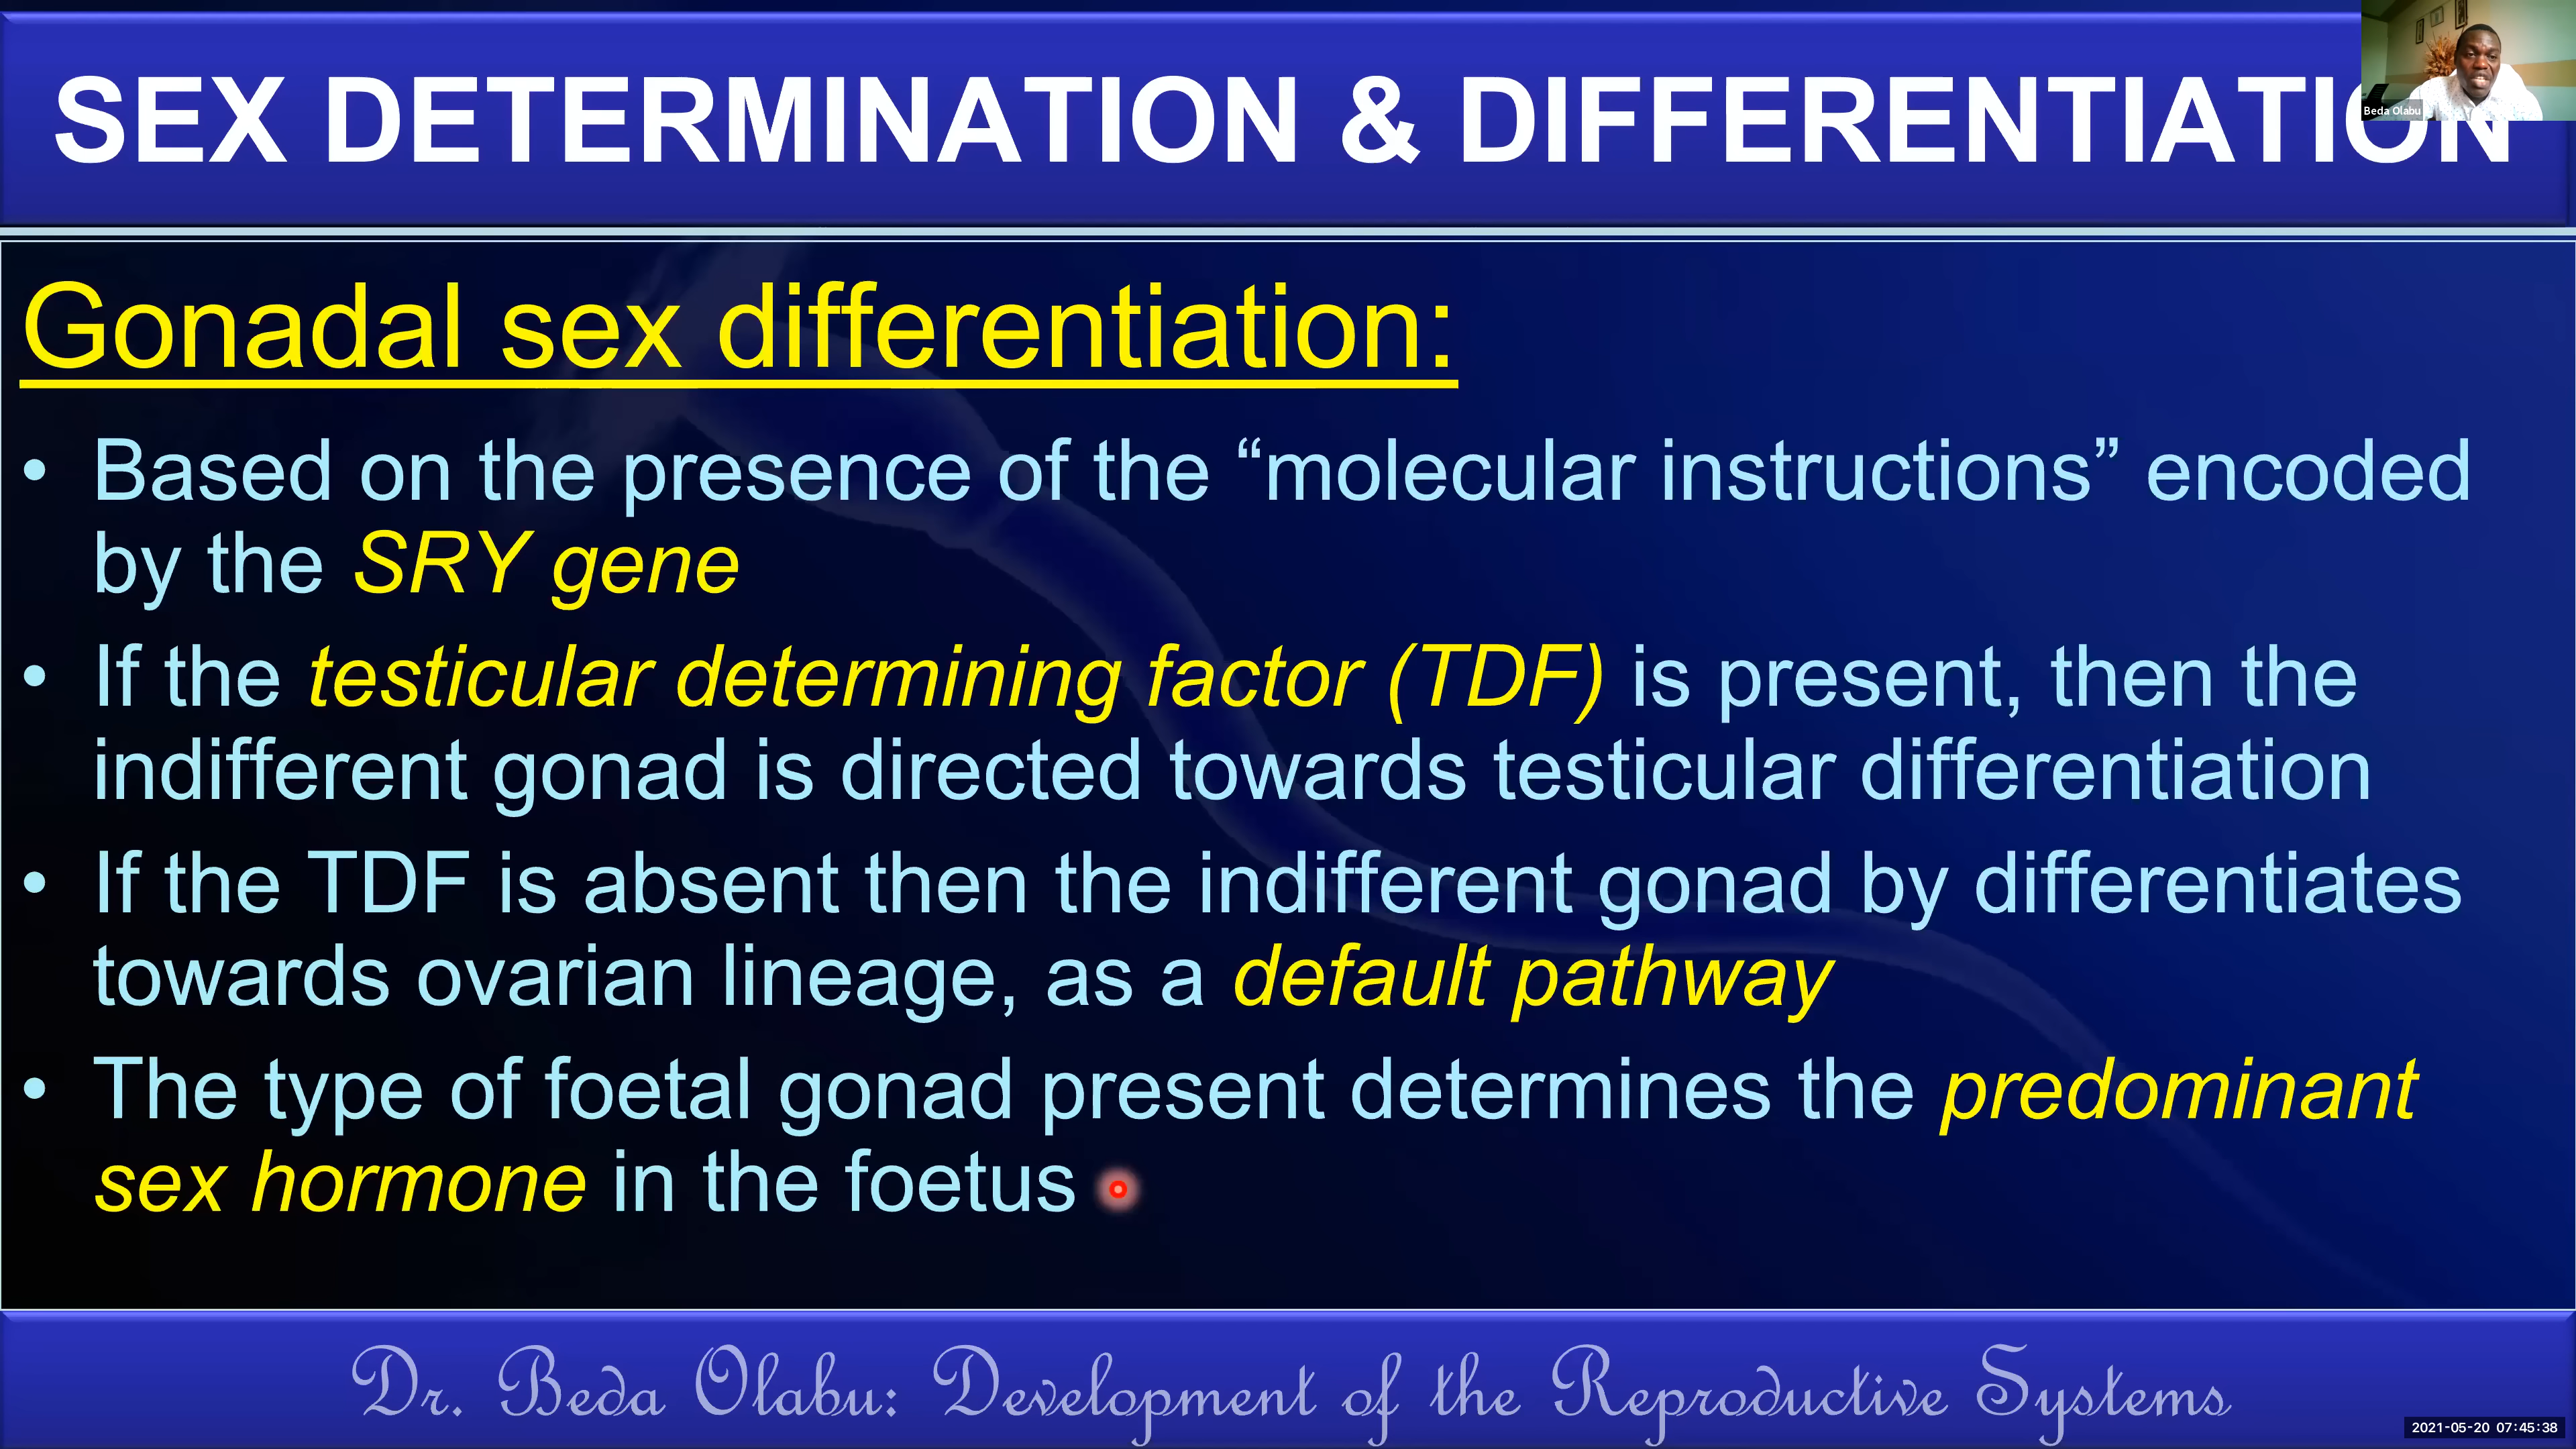 SEX DETERMINATION & DIFFERENTIATION
Beda Olabu
Gonadal sex differentiation:
• Based on the presence of the “molecular instructions” encoded
by the SRY gene
• If the testicular determining factor (TDF) is present, then the
indifferent gonad is directed towards testicular differentiation
• If the TDF is absent then the indifferent gonad by differentiates
towards ovarian lineage, as a default pathway
• The type of foetal gonad present determines the predominant
sex hormone in the foetus
Dr. Beda Olabu: Development of the Reproductive Systems
2021-05-20 07:45:38